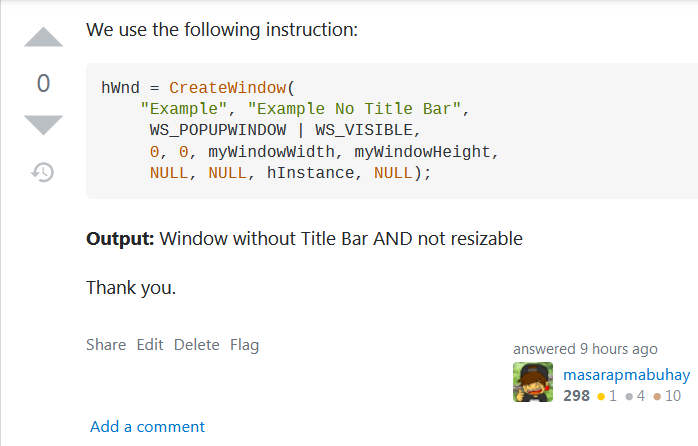 We use the following instruction:
0
hWnd = CreateWindow(
"Example", "Example No Title Bar",
WS_POPUPWINDOW | WS_VISIBLE,
0, 0, myWindowWidth, myWindowHeight,
NULL, NULL, hInstance, NULL);
Output: Window without Title Bar AND not resizable
Thank you.
Share Edit Delete Flag
answered 9 hours ago
masarapmabuhay
298 ● 1 ● 4 ● 10
Add a comment